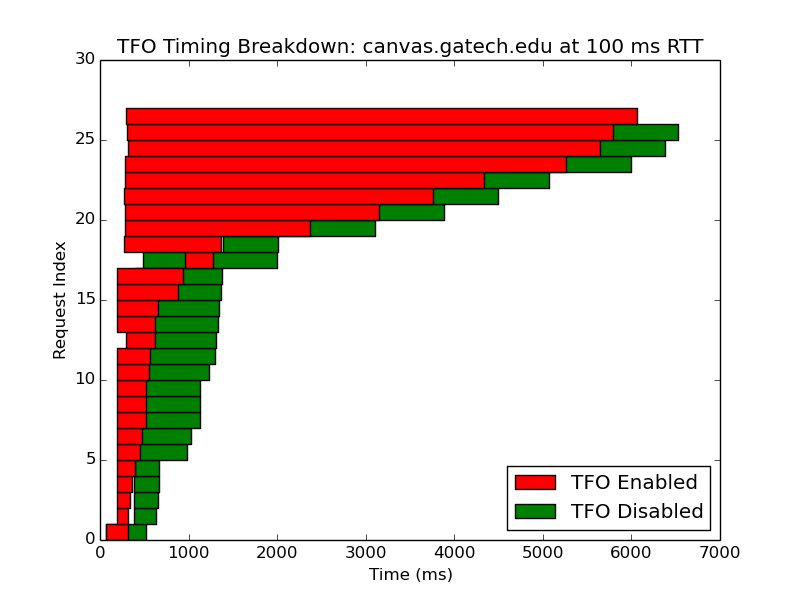 TFO Timing Breakdown: canvas.gatech.edu at 100 ms RTT
30
25
20
15
10
5
0
Request Index
TFO Enabled
TFO Disabled
0 1000 2000 3000 4000 5000 6000 7000
Time (ms)